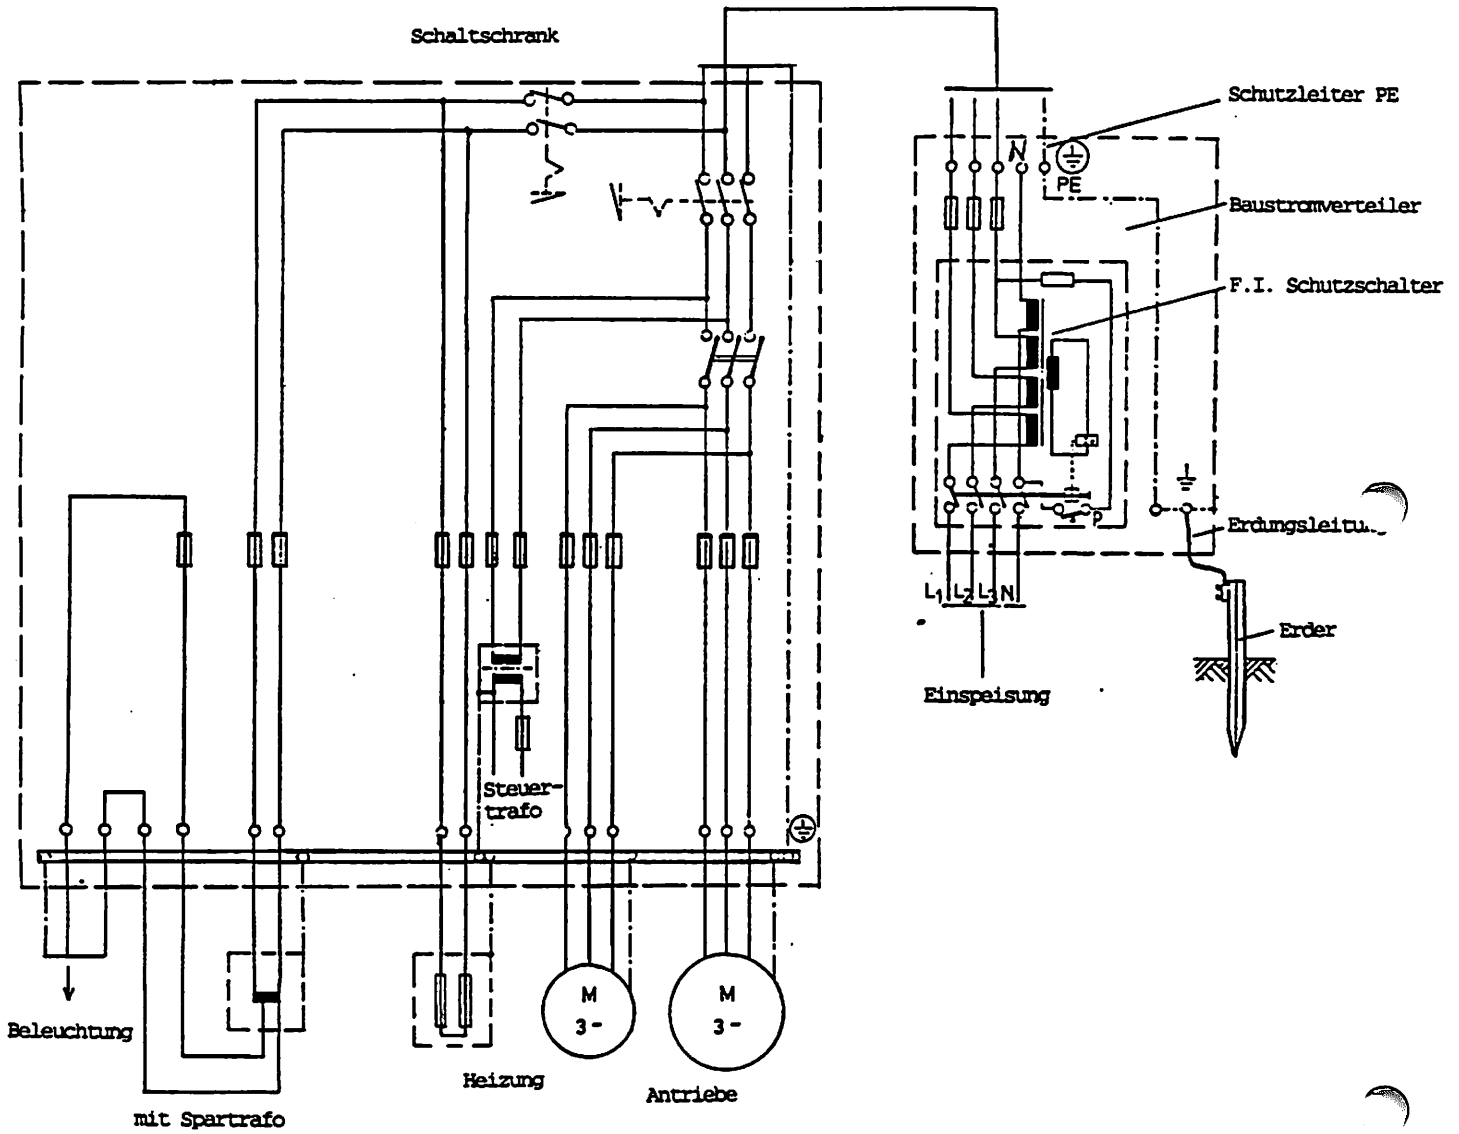 Schaltschrank
Schutzleiter PE
N
PE
Baustromverteiler
F.I. Schutzschalter
P
Erdungsleitu
L1 L2 L3 N
Erder
Einspeisung
Steuer-
trafo
M
3~
M
3~
Beleuchtung
Heizung
Antriebe
mit Spartrafo